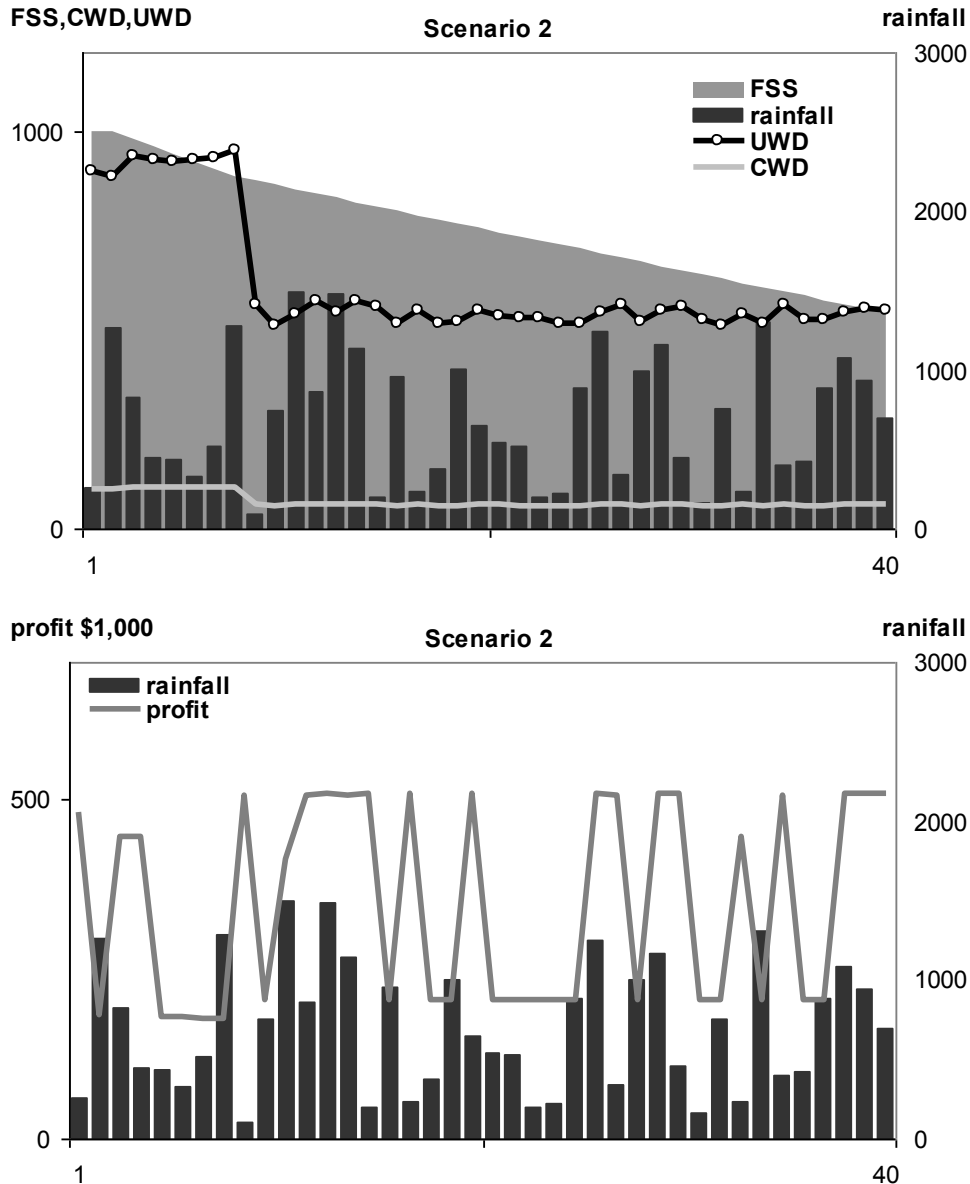 FSS,CWD,UWD
Scenario 2
rainfall
3000
FSS
rainfall
UWD
CWD
1000
2000
1000
0
0
1
40
profit $1,000
Scenario 2
ranifall
3000
rainfall
profit
500
2000
1000
0
0
1
40